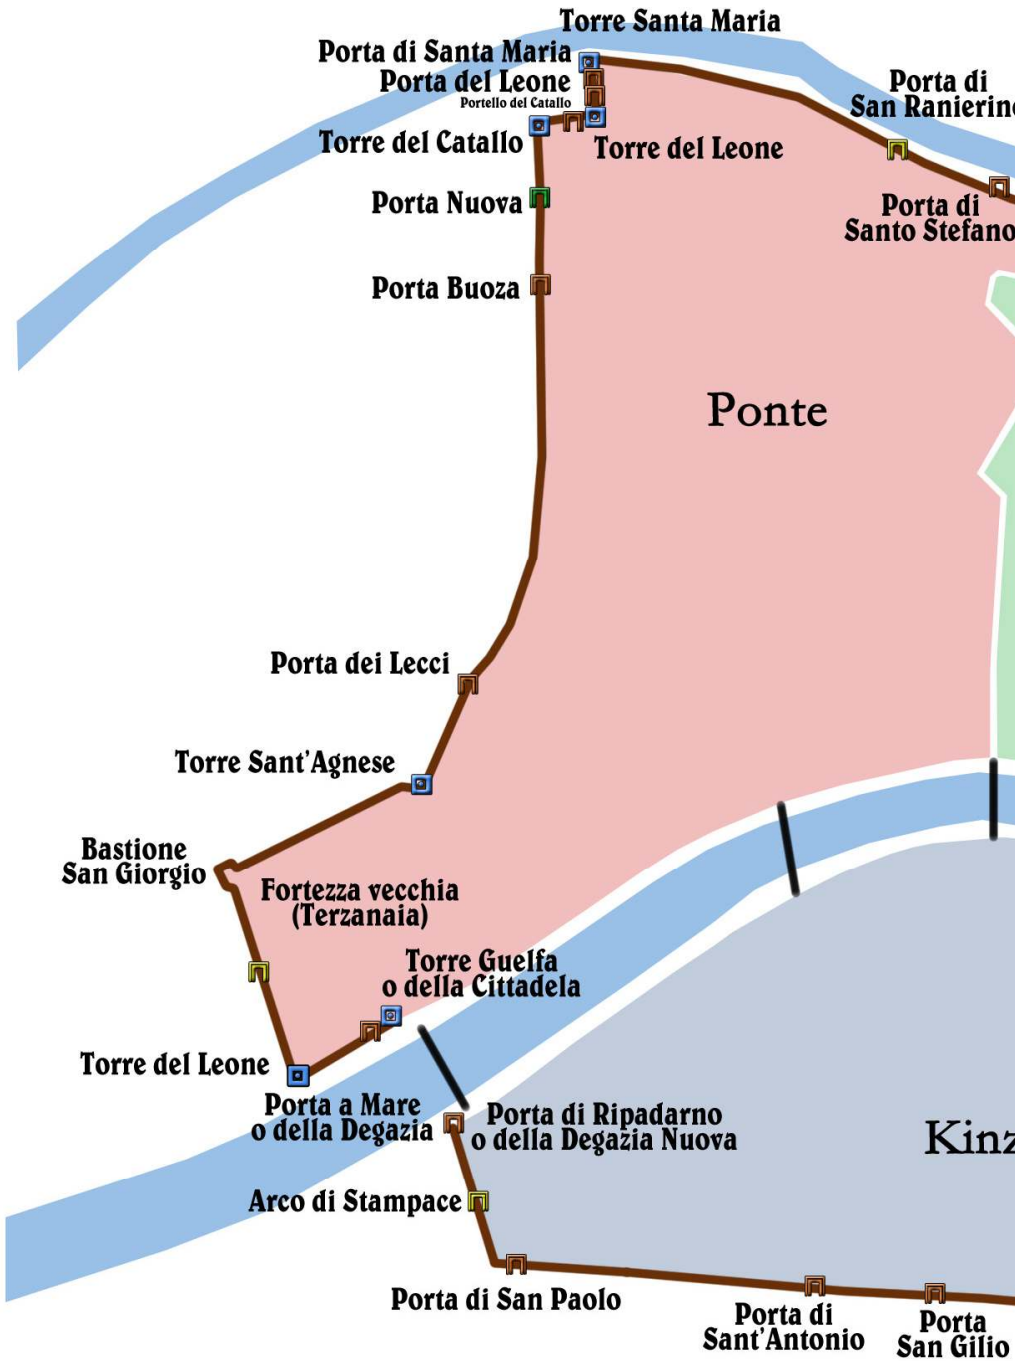 Torre Santa Maria
Porta di Santa Maria
Porta del Leone
Portello del Catallo
Torre del Catallo
Torre del Leone
Porta di
San Ranierino
Porta Nuova
Porta di
Santo Stefano
Porta Buoza
Ponte
Porta dei Lecci
Torre Sant'Agnese
Bastione
San Giorgio
Fortezza vecchia
(Terzanaia)
Torre Guelfa
o della Cittadela
Torre del Leone
Porta a Mare
o della Degazia
Porta di Ripadarno
o della Degazia Nuova
Kinz
Arco di Stampace
Porta di San Paolo
Porta di
Sant'Antonio
Porta
San Gilio